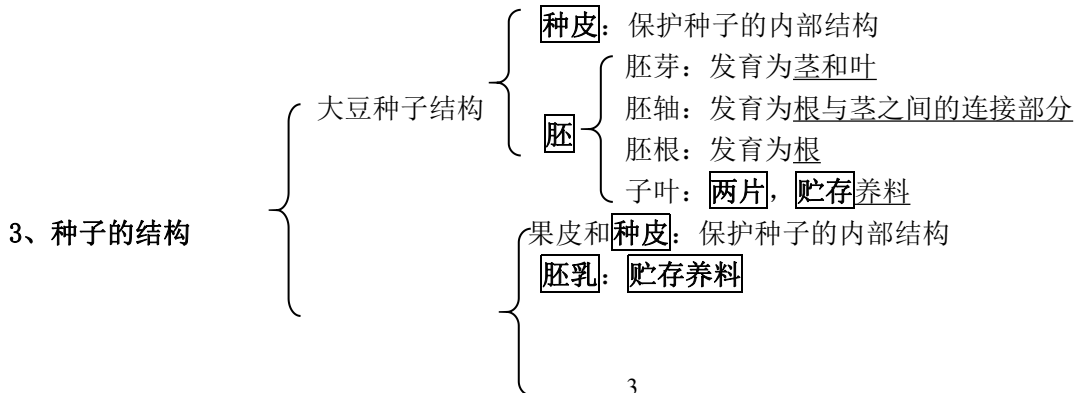 种皮：保护种子的内部结构
胚芽：发育为茎和叶
大豆种子结构
胚轴：发育为根与茎之间的连接部分
胚
胚根：发育为根
子叶：两片，贮存养料
3、种子的结构
果皮和种皮：保护种子的内部结构
胚乳：贮存养料
3